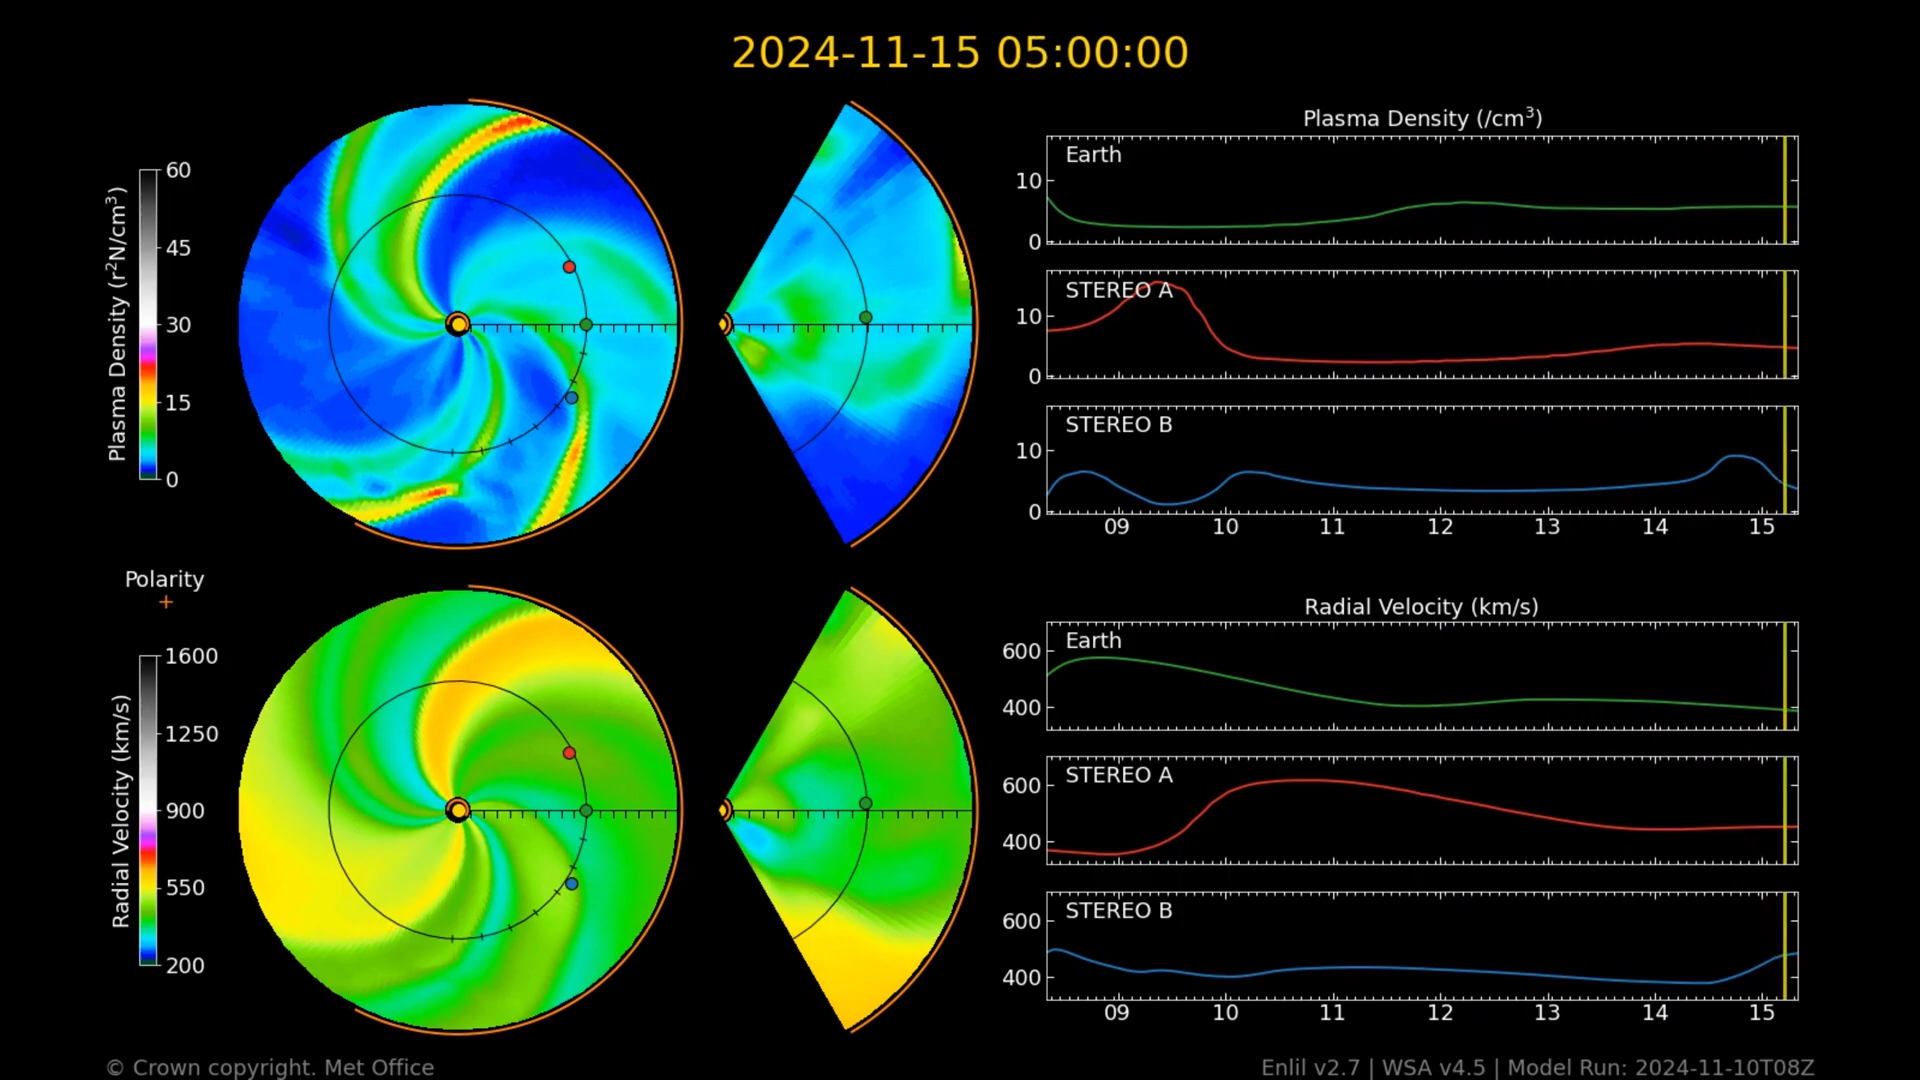 2024-11-15 05:00:00
Plasma Density (r²N/cm³)
60
45
30
15
0
Plasma Density (/cm³)
Earth
10
0
STEREO A
10
0
STEREO B
10
0
09 10 11 12 13 14 15
Polarity
+
Radial Velocity (km/s)
1600
1250
900
550
200
Radial Velocity (km/s)
Earth
600
400
STEREO A
600
400
STEREO B
600
400
09 10 11 12 13 14 15
© Crown copyright. Met Office
Enlil v2.7 | WSA v4.5 | Model Run: 2024-11-10T08Z